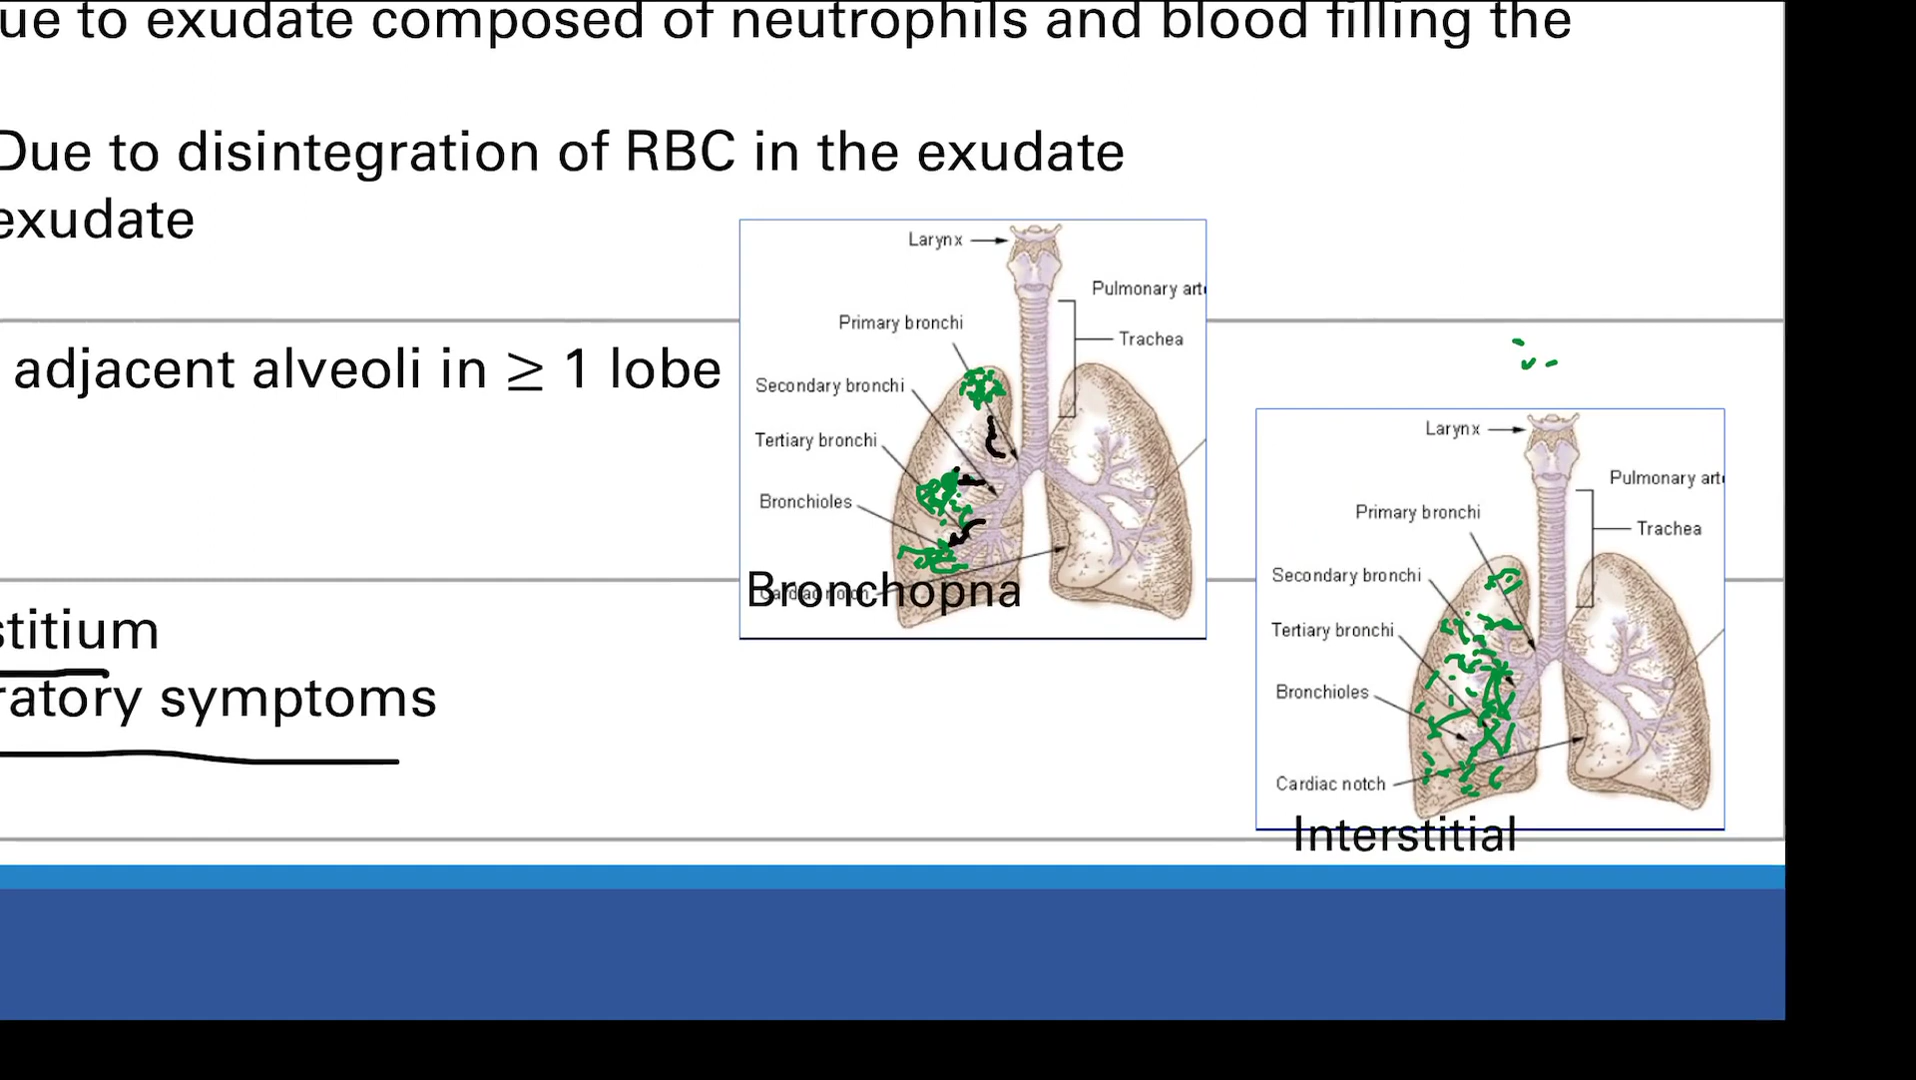 ue to exudate composed of neutrophils and blood filling the
Due to disintegration of RBC in the exudate
exudate
adjacent alveoli in ≥ 1 lobe
stitium
ratory symptoms
Larynx
Pulmonary art
Primary bronchi
Trachea
Secondary bronchi
Tertiary bronchi
Bronchioles
Cardiac notch
Bronchopna
Larynx
Pulmonary art
Primary bronchi
Trachea
Secondary bronchi
Tertiary bronchi
Bronchioles
Cardiac notch
Interstitial